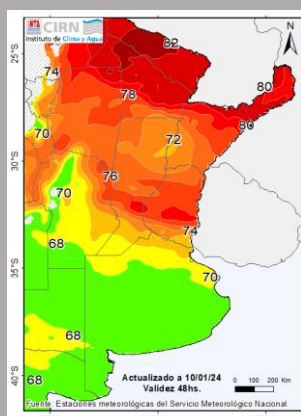 INTA CIRN
Instituto de Clima y Agua
N
82
25°S
74
80
78
80
70
72
30°S
76
70
74
68
70
35°S
68
Actualizado a 10/01/24
Validez 48hs.
0 100 200 Km
68
40°S
Fuente: Estaciones meteorológicas del Servicio Meteorológico Nacional